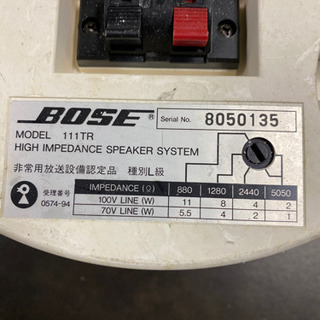 BOSE®
Serial No. 8050135
MODEL 111TR
HIGH IMPEDANCE SPEAKER SYSTEM
非常用放送設備認定品 種別L級
受理番号
0574-94
IMPEDANCE (Ω) 880 1280 2440 5050
100V LINE (W) 11 8 4 2
70V LINE (W) 5.5 4 2 1